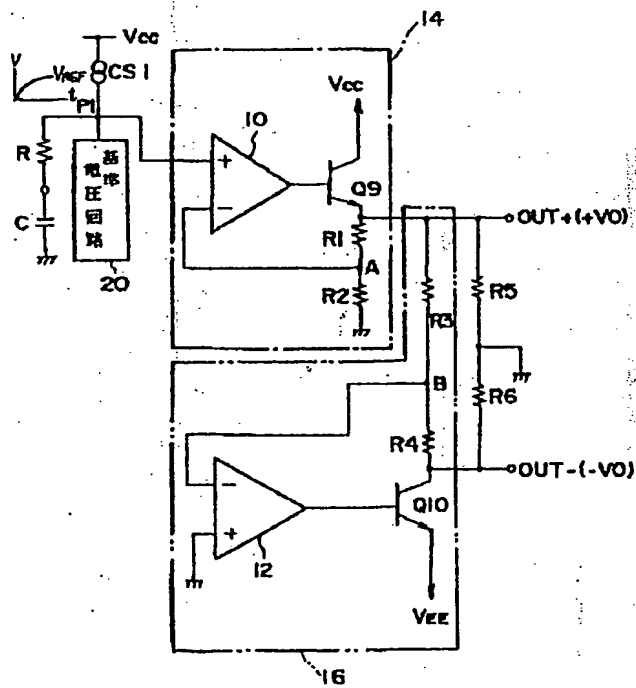 14
VCC
CS1
V
VREF
t
P1
R
C
基準
電圧回路
20
10
+
-
VCC
Q9
R1
A
R2
OUT+(+VO)
R3
R5
B
R6
R4
OUT-(-VO)
-
+
12
Q10
VEE
16